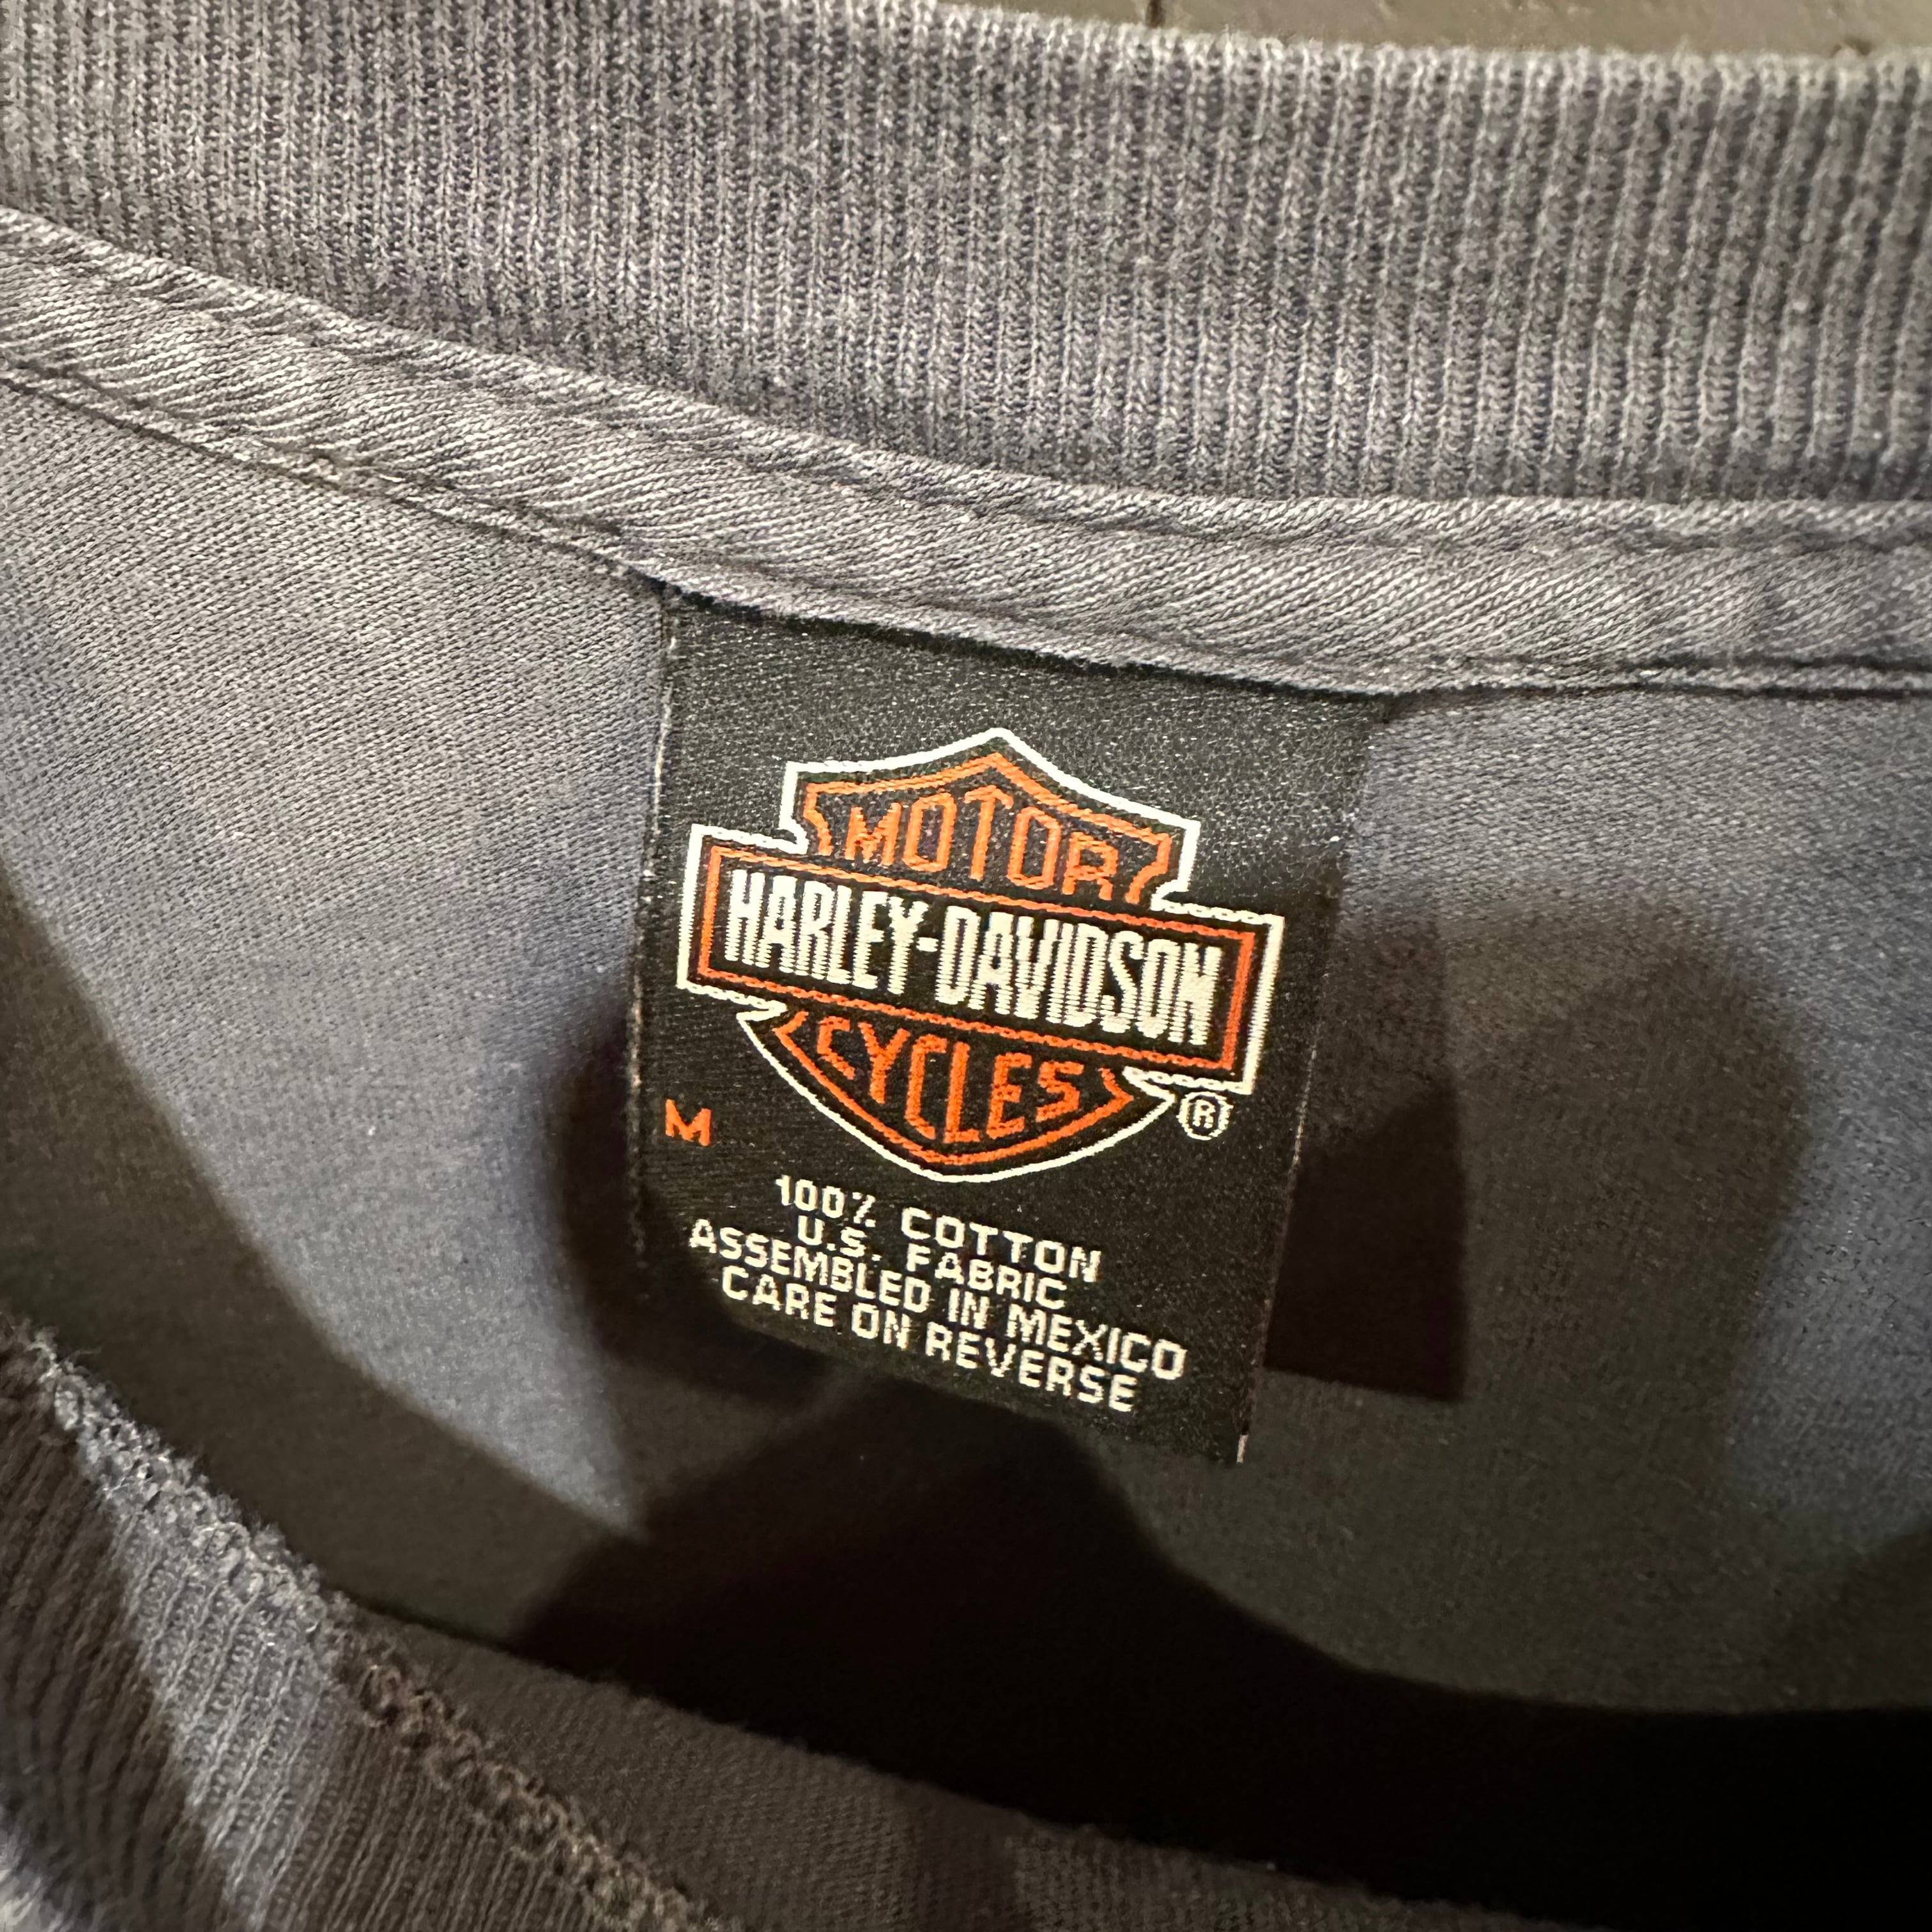 MOTOR
HARLEY-DAVIDSON
CYCLES
®
M
100% COTTON
U.S. FABRIC
ASSEMBLED IN MEXICO
CARE ON REVERSE